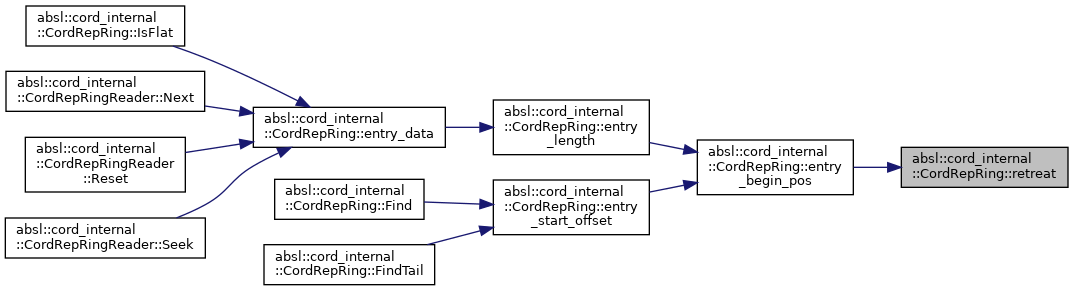 absl::cord_internal
::CordRepRing::IsFlat
absl::cord_internal
::CordRepRingReader::Next
absl::cord_internal
::CordRepRingReader
::Reset
absl::cord_internal
::CordRepRingReader::Seek
absl::cord_internal
::CordRepRing::entry_data
absl::cord_internal
::CordRepRing::Find
absl::cord_internal
::CordRepRing::FindTail
absl::cord_internal
::CordRepRing::entry
_length
absl::cord_internal
::CordRepRing::entry
_start_offset
absl::cord_internal
::CordRepRing::entry
_begin_pos
absl::cord_internal
::CordRepRing::retreat